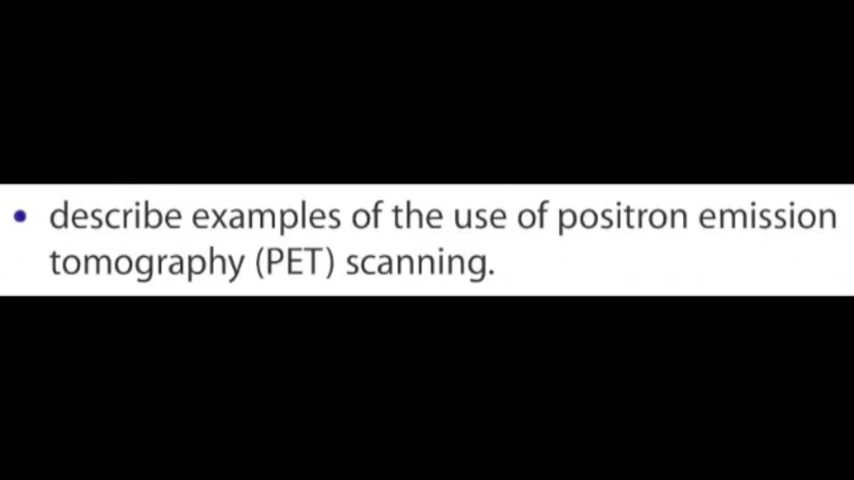 • describe examples of the use of positron emission
tomography (PET) scanning.